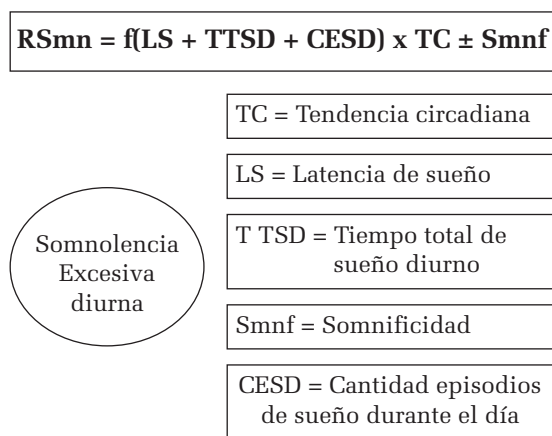 RSmn = f(LS + TTSD + CESD) x TC ± Smnf
TC = Tendencia circadiana
LS = Latencia de sueño
T TSD = Tiempo total de
sueño diurno
Somnolencia
Excesiva
diurna
Smnf = Somnificidad
CESD = Cantidad episodios
de sueño durante el día